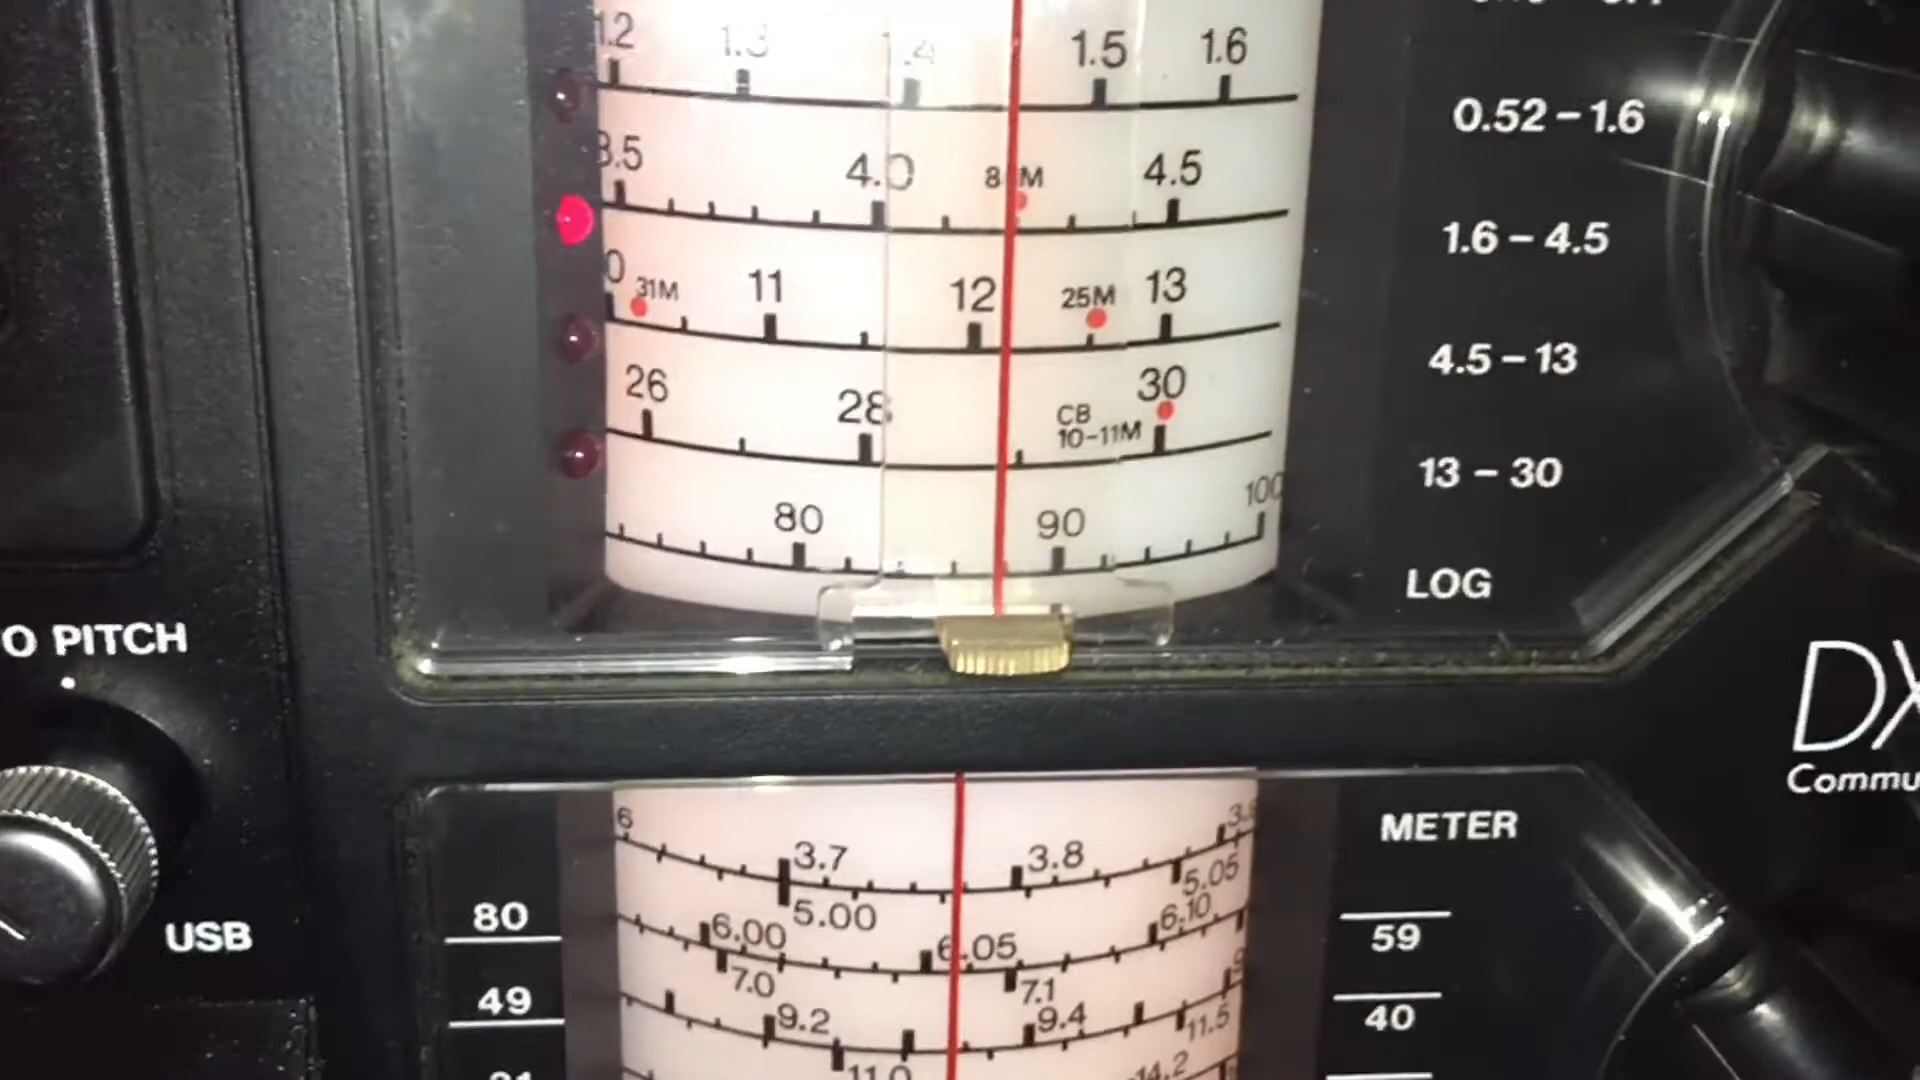 1.2 1.3 1.4 1.5 1.6
0.52 – 1.6
3.5 4.0 4.5
1.6 – 4.5
31M 11 12 25M 13
4.5 – 13
26 28 CB 30
10-11M
13 – 30
80 90 100
LOG
O PITCH
USB
DX
Commu
METER
3.7 3.8
5.00 5.05
80
59
6.00 6.05 6.10
7.0 7.1
49
40
9.2 9.4
11.0 11.5
14.2